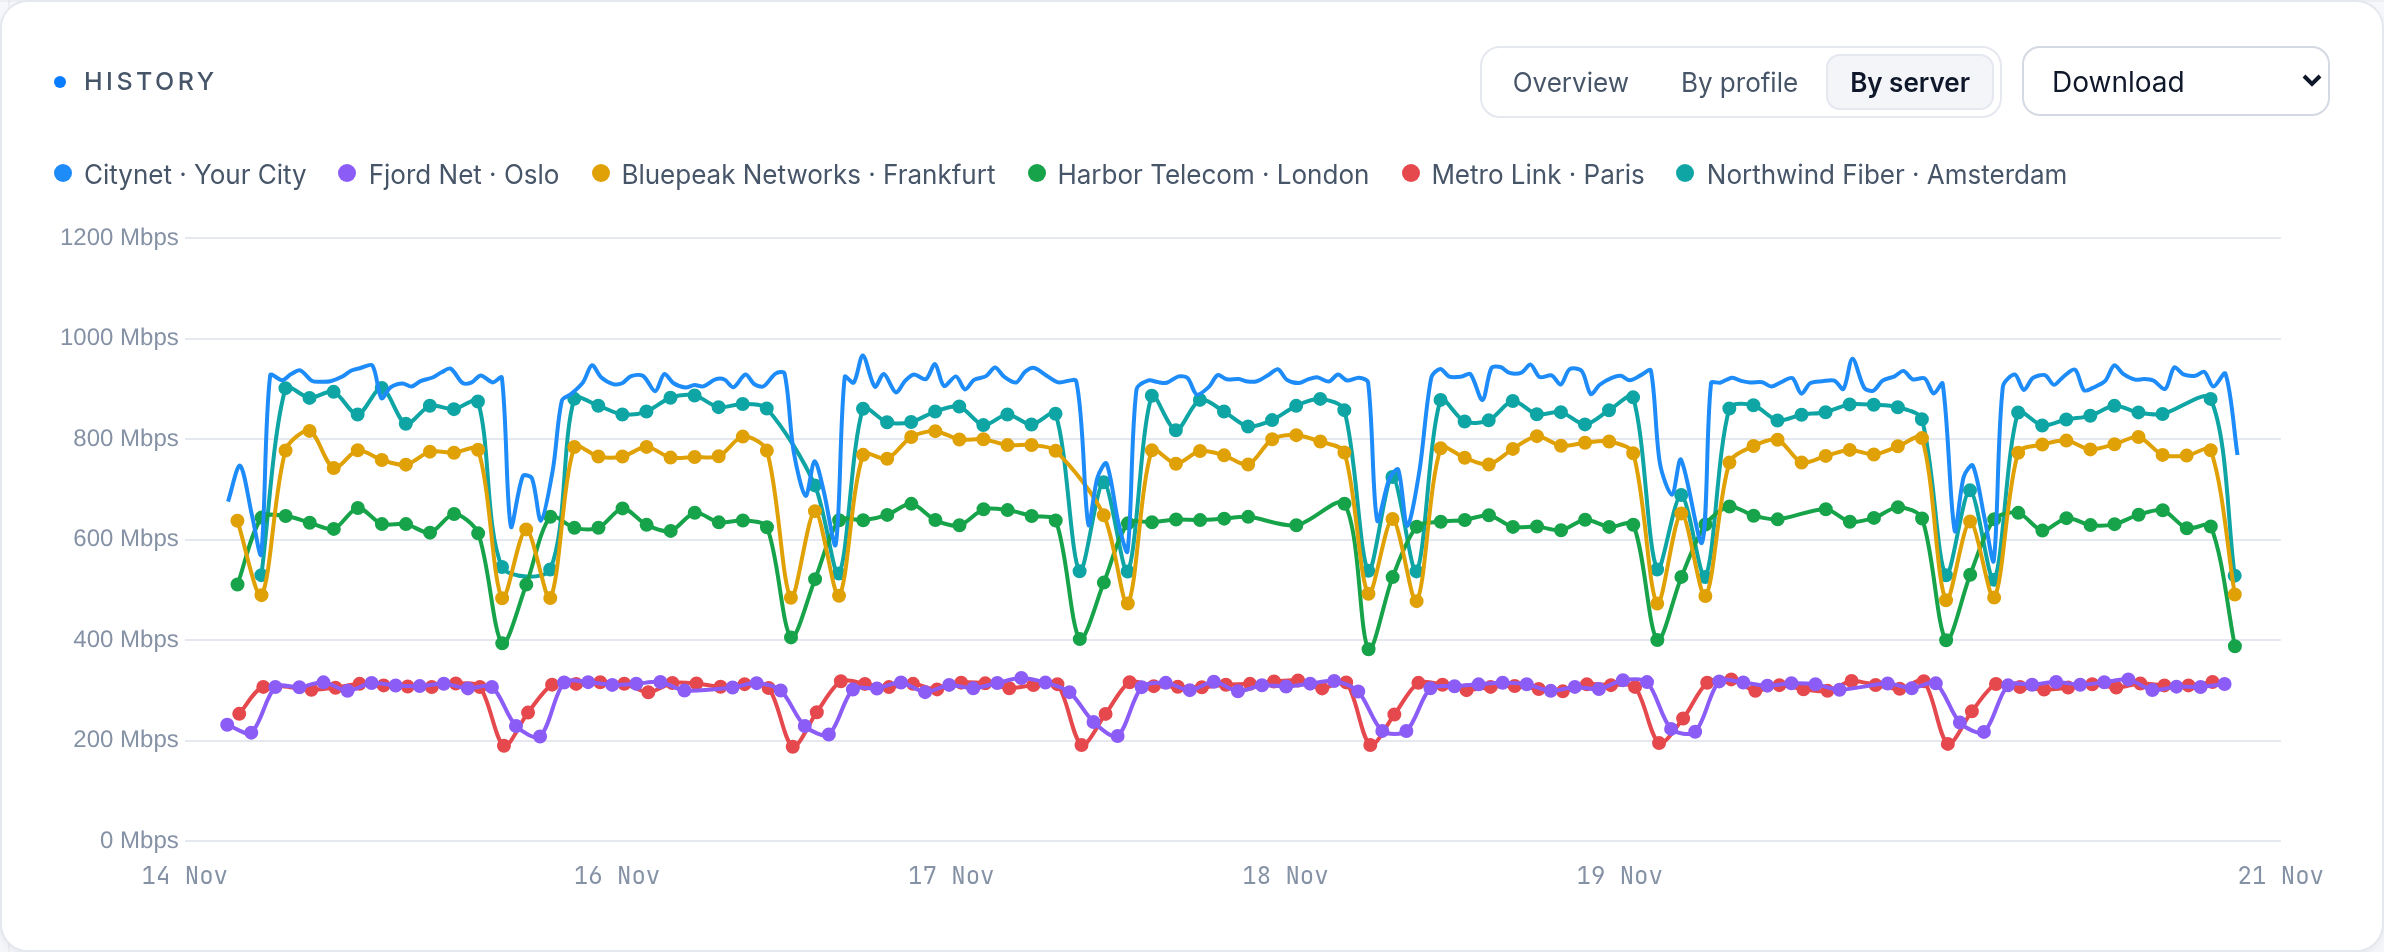 HISTORY
Overview By profile By server Download
Citynet · Your City Fjord Net · Oslo Bluepeak Networks · Frankfurt Harbor Telecom · London Metro Link · Paris Northwind Fiber · Amsterdam
1200 Mbps
1000 Mbps
800 Mbps
600 Mbps
400 Mbps
200 Mbps
0 Mbps
14 Nov 16 Nov 17 Nov 18 Nov 19 Nov 21 Nov